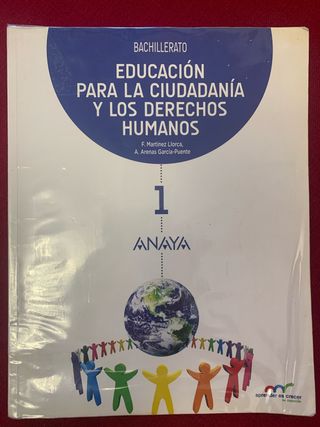 BACHILLERATO
EDUCACIÓN
PARA LA CIUDADANÍA
Y LOS DERECHOS
HUMANOS
F. Martínez Llorca,
A. Arenas García-Puente
1
ANAYA
aprender es crecer